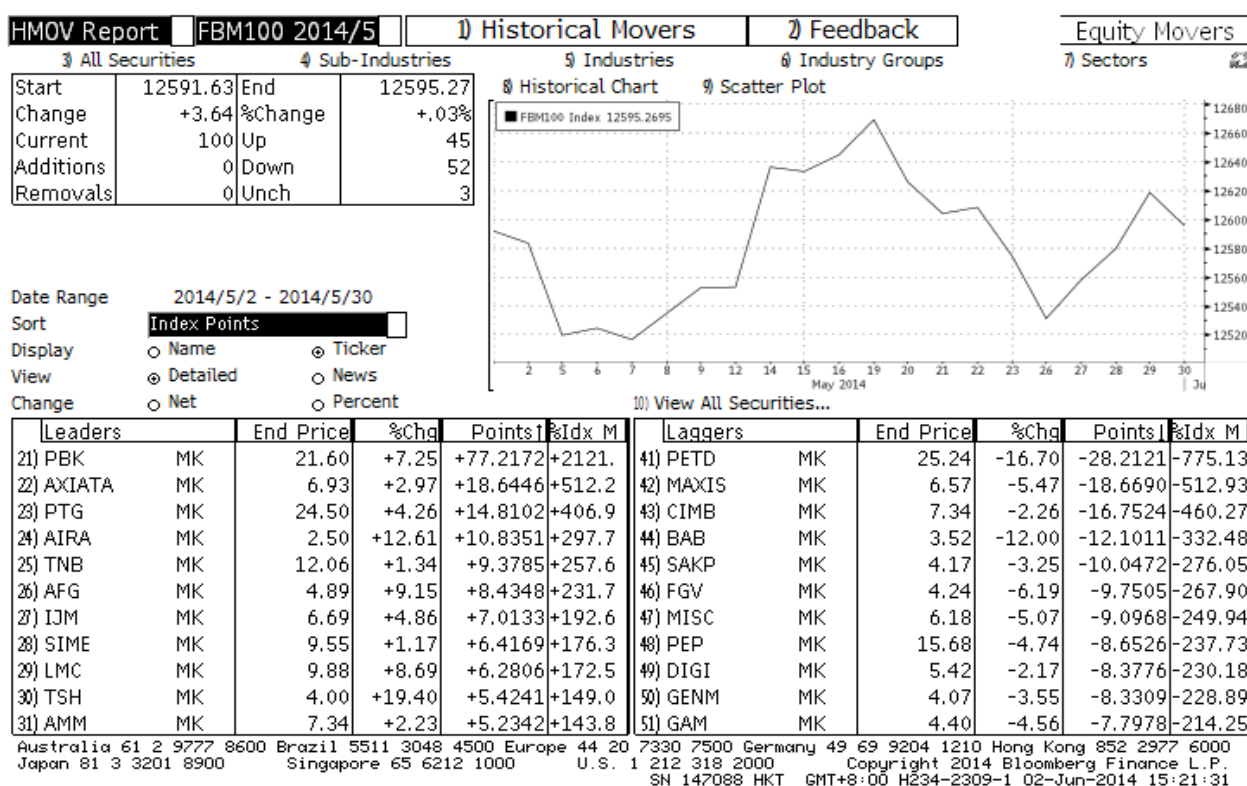 HMOV Report FBM100 2014/5 1) Historical Movers 2) Feedback Equity Movers
3) All Securities 4) Sub-Industries 5) Industries 6) Industry Groups 7) Sectors
Start 12591.63 End 12595.27 8) Historical Chart 9) Scatter Plot
Change +3.64 %Change +.03%
Current 100 Up 45
Additions 0 Down 52
Removals 0 Unch 3
FBM100 Index 12595.2695
12680
12660
12640
12620
12600
12580
12560
12540
12520
2 5 6 7 8 9 12 14 15 16 19 20 21 22 23 26 27 28 29 30
May 2014 Ju
Date Range 2014/5/2 - 2014/5/30
Sort Index Points
Display Name Ticker
View Detailed News
Change Net Percent
10) View All Securities...
Leaders End Price %Chg Points↑ %Idx M Laggers End Price %Chg Points↓ %Idx M
21) PBK MK 21.60 +7.25 +77.2172 +2121. 41) PETD MK 25.24 -16.70 -28.2121 -775.13
22) AXIATA MK 6.93 +2.97 +18.6446 +512.2 42) MAXIS MK 6.57 -5.47 -18.6690 -512.93
23) PTG MK 24.50 +4.26 +14.8102 +406.9 43) CIMB MK 7.34 -2.26 -16.7524 -460.27
24) AIRA MK 2.50 +12.61 +10.8351 +297.7 44) BAB MK 3.52 -12.00 -12.1011 -332.48
25) TNB MK 12.06 +1.34 +9.3785 +257.6 45) SAKP MK 4.17 -3.25 -10.0472 -276.05
26) AFG MK 4.89 +9.15 +8.4348 +231.7 46) FGV MK 4.24 -6.19 -9.7505 -267.90
27) IJM MK 6.69 +4.86 +7.0133 +192.6 47) MISC MK 6.18 -5.07 -9.0968 -249.94
28) SIME MK 9.55 +1.17 +6.4169 +176.3 48) PEP MK 15.68 -4.74 -8.6526 -237.73
29) LMC MK 9.88 +8.69 +6.2806 +172.5 49) DIGI MK 5.42 -2.17 -8.3776 -230.18
30) TSH MK 4.00 +19.40 +5.4241 +149.0 50) GENM MK 4.07 -3.55 -8.3309 -228.89
31) AMM MK 7.34 +2.23 +5.2342 +143.8 51) GAM MK 4.40 -4.56 -7.7978 -214.25
Australia 61 2 9777 8600 Brazil 5511 3048 4500 Europe 44 20 7330 7500 Germany 49 69 9204 1210 Hong Kong 852 2977 6000
Japan 81 3 3201 8900 Singapore 65 6212 1000 U.S. 1 212 318 2000 Copyright 2014 Bloomberg Finance L.P.
SN 147088 HKT GMT+8:00 H234-2309-1 02-Jun-2014 15:21:31